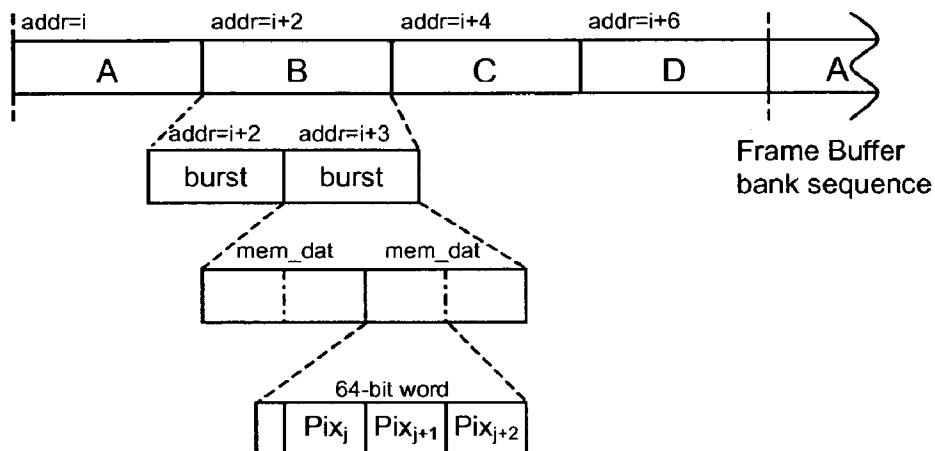 addr=i addr=i+2 addr=i+4 addr=i+6
A B C D A
addr=i+2 addr=i+3
Frame Buffer
bank sequence
burst burst
mem_dat mem_dat
64-bit word
Pixj Pixj+1 Pixj+2